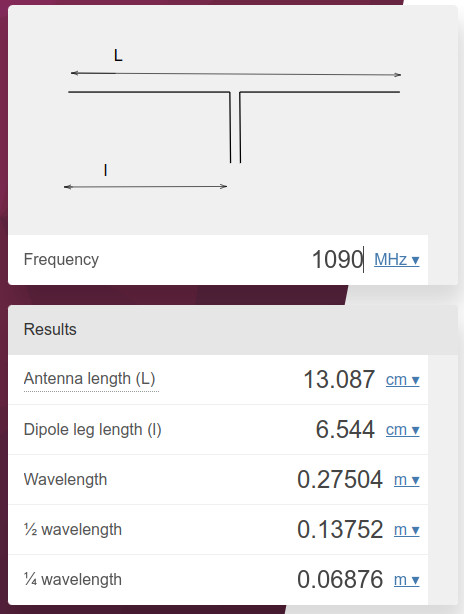 L
l
Frequency 1090 MHz ▾
Results
Antenna length (L) 13.087 cm ▾
Dipole leg length (l) 6.544 cm ▾
Wavelength 0.27504 m ▾
½ wavelength 0.13752 m ▾
¼ wavelength 0.06876 m ▾